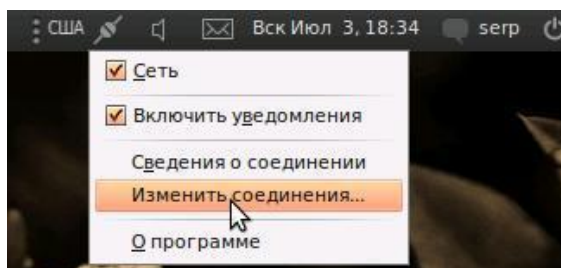 США Вск Июл 3, 18:34 serp
Сеть
Включить уведомления
Сведения о соединении
Изменить соединения...
О программе